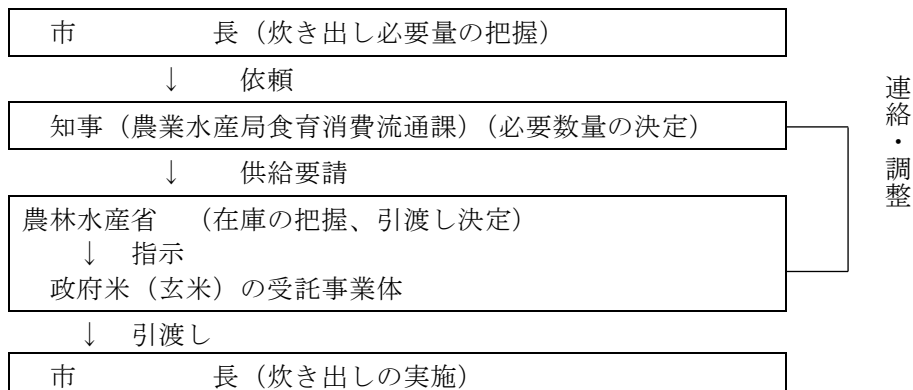 市　　　　長（炊き出し必要量の把握）
↓　依頼
知事（農業水産局食育消費流通課）（必要数量の決定）
↓　供給要請
農林水産省　（在庫の把握、引渡し決定）
↓　指示
政府米（玄米）の受託事業体
↓　引渡し
市　　　　長（炊き出しの実施）
連絡・調整